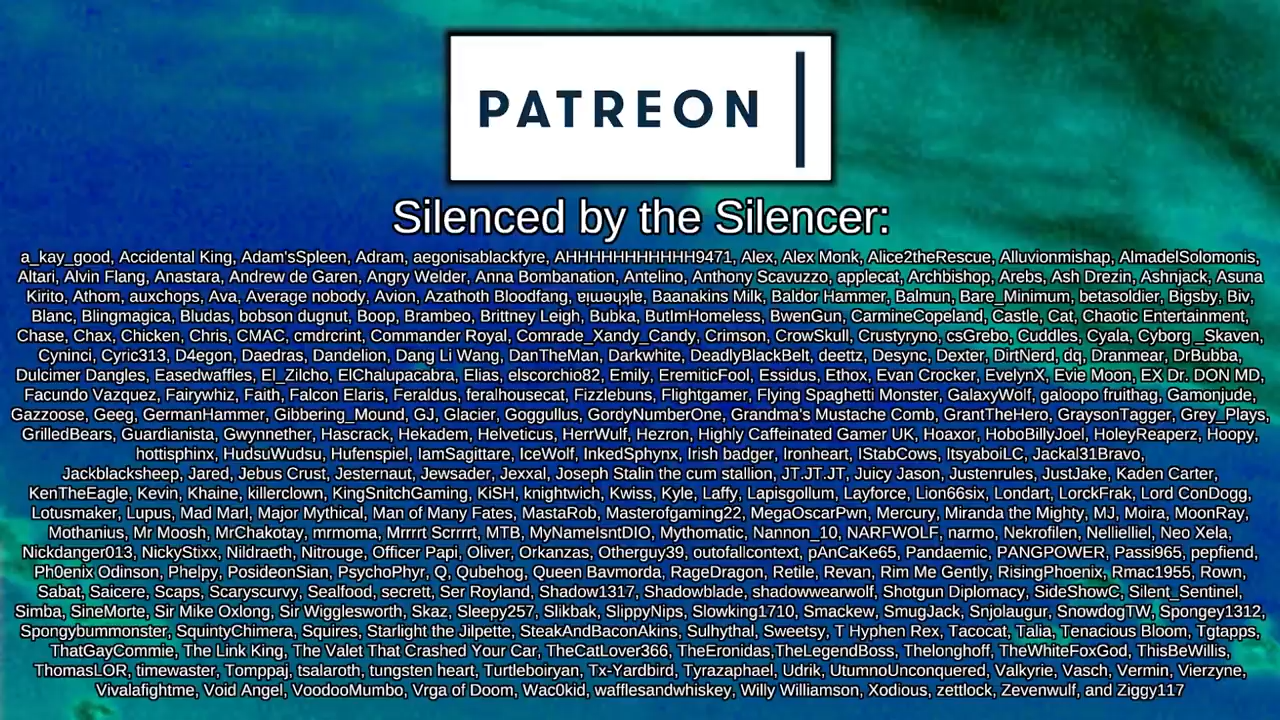 PATREON
Silenced by the Silencer:
a_kay_good, Accidental King, Adam'sSpleen, Adram, aegonisablackfyre, AHHHHHHHHHHH9471, Alex, Alex Monk, Alice2theRescue, Alluvionmishap, AlmadelSolomonis,
Altari, Alvin Flang, Anastara, Andrew de Garen, Angry Welder, Anna Bombanation, Antelino, Anthony Scavuzzo, applecat, Archbishop, Arebs, Ash Drezin, Ashnjack, Asuna
Kirito, Athom, auxchops, Ava, Average nobody, Avion, Azathoth Bloodfang, Baanakins Milk, Baldor Hammer, Balmun, Bare_Minimum, betasoldier, Bigsby, Biv,
Blanc, Blingmagica, Bludas, bobson dugnut, Boop, Brambeo, Brittney Leigh, Bubka, ButImHomeless, BwenGun, CarmineCopeland, Castle, Cat, Chaotic Entertainment,
Chase, Chax, Chicken, Chris, CMAC, cmdrcrint, Commander Royal, Comrade_Xandy_Candy, Crimson, CrowSkull, Crustyryno, csGrebo, Cuddles, Cyala, Cyborg _Skaven,
Cyninci, Cyric313, D4egon, Daedras, Dandelion, Dang Li Wang, DanTheMan, Darkwhite, DeadlyBlackBelt, deettz, Desync, Dexter, DirtNerd, dq, Dranmear, DrBubba,
Dulcimer Dangles, Easedwaffles, El_Zilcho, ElChalupacabra, Elias, elscorchio82, Emily, EremiticFool, Essidus, Ethox, Evan Crocker, EvelynX, Evie Moon, EX Dr. DON MD,
Facundo Vazquez, Fairywhiz, Faith, Falcon Elaris, Feraldus, feralhousecat, Fizzlebuns, Flightgamer, Flying Spaghetti Monster, GalaxyWolf, galoopo fruithag, Gamonjude,
Gazzoose, Geeg, GermanHammer, Gibbering_Mound, GJ, Glacier, Goggullus, GordyNumberOne, Grandma's Mustache Comb, GrantTheHero, GraysonTagger, Grey_Plays,
GrilledBears, Guardianista, Gwynnether, Hascrack, Hekadem, Helveticus, HerrWulf, Hezron, Highly Caffeinated Gamer UK, Hoaxor, HoboBillyJoel, HoleyReaperz, Hoopy,
hottisphinx, HudsuWudsu, Hufenspiel, IamSagittare, IceWolf, InkedSphynx, Irish badger, Ironheart, IStabCows, ItsyaboiLC, Jackal31Bravo,
Jackblacksheep, Jared, Jebus Crust, Jesternaut, Jewsader, Jexxal, Joseph Stalin the cum stallion, JT.JT.JT, Juicy Jason, Justenrules, JustJake, Kaden Carter,
KenTheEagle, Kevin, Khaine, killerclown, KingSnitchGaming, KiSH, knightwich, Kwiss, Kyle, Laffy, Lapisgollum, Layforce, Lion66six, Londart, LorckFrak, Lord ConDogg,
Lotusmaker, Lupus, Mad Marl, Major Mythical, Man of Many Fates, MastaRob, Masterofgaming22, MegaOscarPwn, Mercury, Miranda the Mighty, MJ, Moira, MoonRay,
Mothanius, Mr Moosh, MrChakotay, mrmoma, Mrrrrt Scrrrrt, MTB, MyNameIsntDIO, Mythomatic, Nannon_10, NARFWOLF, narmo, Nekrofilen, Nellielliel, Neo Xela,
Nickdanger013, NickyStixx, Nildraeth, Nitrouge, Officer Papi, Oliver, Orkanzas, Otherguy39, outofallcontext, pAnCaKe65, Pandaemic, PANGPOWER, Passi965, pepfiend,
Ph0enix Odinson, Phelpy, PosideonSian, PsychoPhyr, Q, Qubehog, Queen Bavmorda, RageDragon, Retile, Revan, Rim Me Gently, RisingPhoenix, Rmac1955, Rown,
Sabat, Saicere, Scaps, Scaryscurvy, Sealfood, secrett, Ser Royland, Shadow1317, Shadowblade, shadowwearwolf, Shotgun Diplomacy, SideShowC, Silent_Sentinel,
Simba, SineMorte, Sir Mike Oxlong, Sir Wigglesworth, Skaz, Sleepy257, Slikbak, SlippyNips, Slowking1710, Smackew, SmugJack, Snjolaugur, SnowdogTW, Spongey1312,
Spongybummonster, SquintyChimera, Squires, Starlight the Jilpette, SteakAndBaconAkins, Sulhythal, Sweetsy, T Hyphen Rex, Tacocat, Talia, Tenacious Bloom, Tgtapps,
ThatGayCommie, The Link King, The Valet That Crashed Your Car, TheCatLover366, TheEronidas,TheLegendBoss, Thelonghoff, TheWhiteFoxGod, ThisBeWillis,
ThomasLOR, timewaster, Tomppaj, tsalaroth, tungsten heart, Turtleboiryan, Tx-Yardbird, Tyrazaphael, Udrik, UtumnoUnconquered, Valkyrie, Vasch, Vermin, Vierzyne,
Vivalafightme, Void Angel, VoodooMumbo, Vrga of Doom, Wac0kid, wafflesandwhiskey, Willy Williamson, Xodious, zettlock, Zevenwulf, and Ziggy117